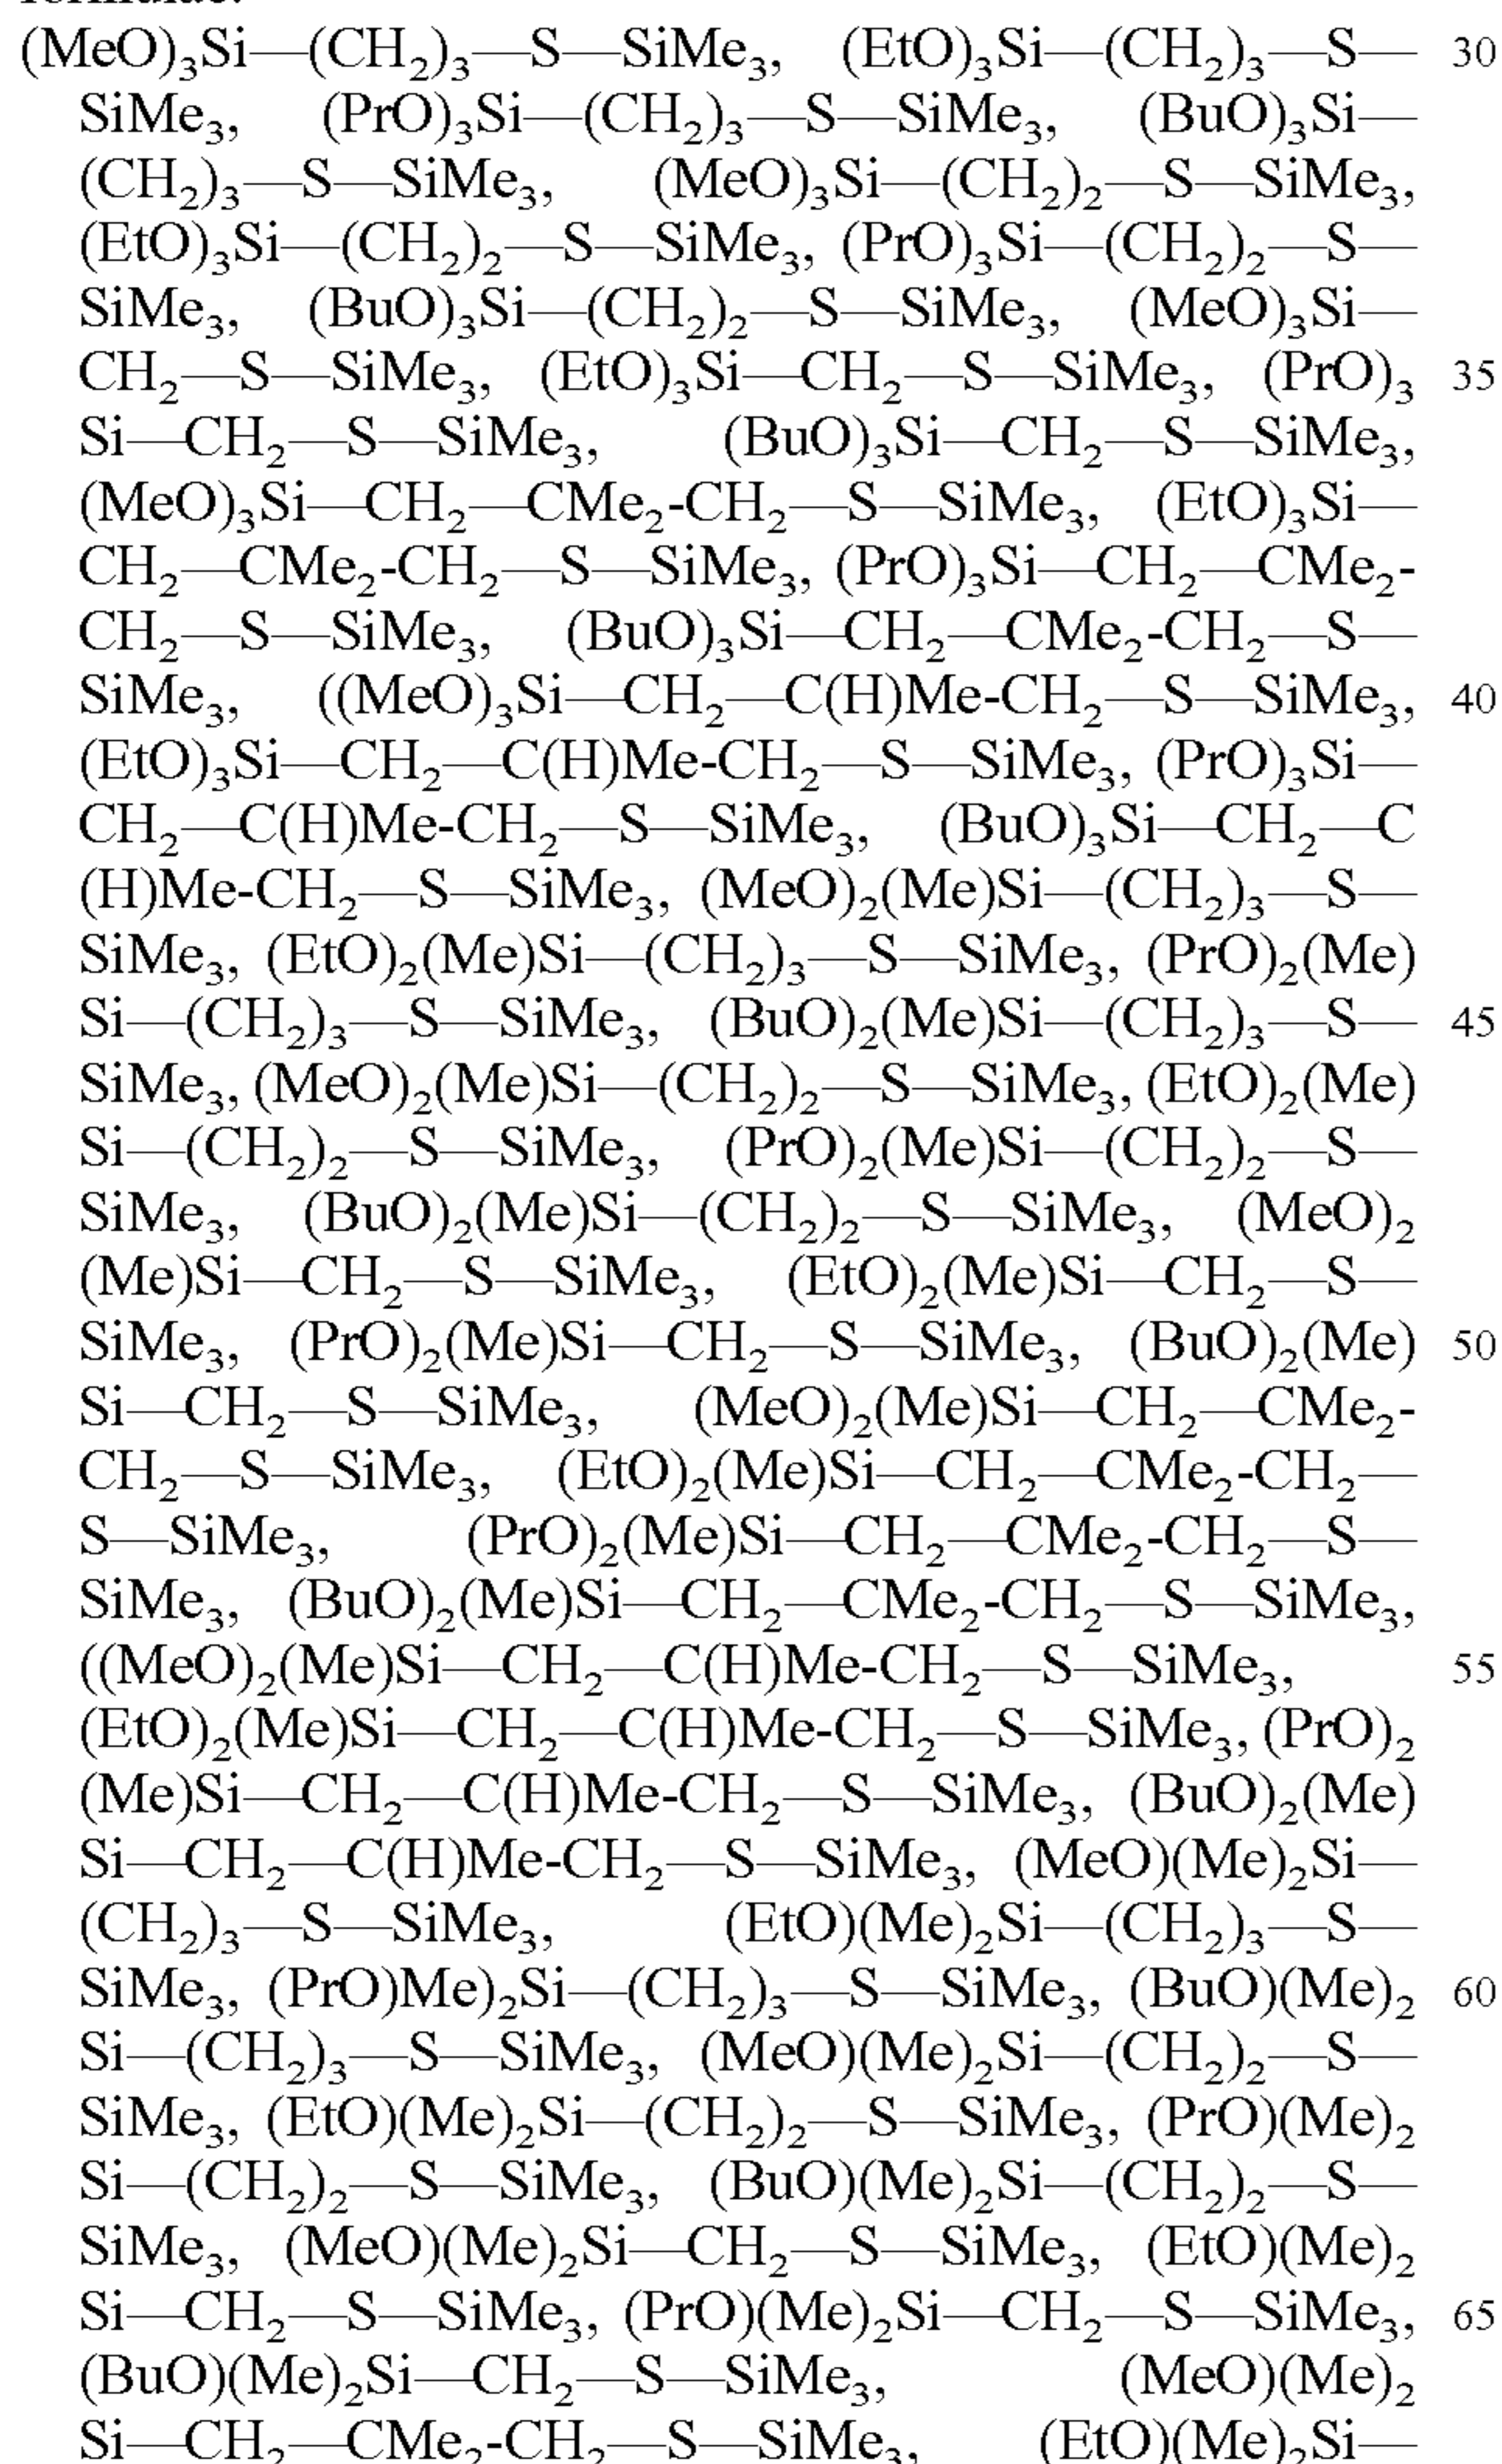 (MeO)₃Si—(CH₂)₃—S—SiMe₃, (EtO)₃Si—(CH₂)₃—S— 30
SiMe₃, (PrO)₃Si—(CH₂)₃—S—SiMe₃, (BuO)₃Si—
(CH₂)₃—S—SiMe₃, (MeO)₃Si—(CH₂)₂—S—SiMe₃,
(EtO)₃Si—(CH₂)₂—S—SiMe₃, (PrO)₃Si—(CH₂)₂—S—
SiMe₃, (BuO)₃Si—(CH₂)₂—S—SiMe₃, (MeO)₃Si—
CH₂—S—SiMe₃, (EtO)₃Si—CH₂—S—SiMe₃, (PrO)₃ 35
Si—CH₂—S—SiMe₃, (BuO)₃Si—CH₂—S—SiMe₃,
(MeO)₃Si—CH₂—CMe₂-CH₂—S—SiMe₃, (EtO)₃Si—
CH₂—CMe₂-CH₂—S—SiMe₃, (PrO)₃Si—CH₂—CMe₂-
CH₂—S—SiMe₃, (BuO)₃Si—CH₂—CMe₂-CH₂—S—
SiMe₃, ((MeO)₃Si—CH₂—C(H)Me-CH₂—S—SiMe₃, 40
(EtO)₃Si—CH₂—C(H)Me-CH₂—S—SiMe₃, (PrO)₃Si—
CH₂—C(H)Me-CH₂—S—SiMe₃, (BuO)₃Si—CH₂—C
(H)Me-CH₂—S—SiMe₃, (MeO)₂(Me)Si—(CH₂)₃—S—
SiMe₃, (EtO)₂(Me)Si—(CH₂)₃—S—SiMe₃, (PrO)₂(Me)
Si—(CH₂)₃—S—SiMe₃, (BuO)₂(Me)Si—(CH₂)₃—S— 45
SiMe₃, (MeO)₂(Me)Si—(CH₂)₂—S—SiMe₃, (EtO)₂(Me)
Si—(CH₂)₂—S—SiMe₃, (PrO)₂(Me)Si—(CH₂)₂—S—
SiMe₃, (BuO)₂(Me)Si—(CH₂)₂—S—SiMe₃, (MeO)₂
(Me)Si—CH₂—S—SiMe₃, (EtO)₂(Me)Si—CH₂—S—
SiMe₃, (PrO)₂(Me)Si—CH₂—S—SiMe₃, (BuO)₂(Me) 50
Si—CH₂—S—SiMe₃, (MeO)₂(Me)Si—CH₂—CMe₂-
CH₂—S—SiMe₃, (EtO)₂(Me)Si—CH₂—CMe₂-CH₂—
S—SiMe₃, (PrO)₂(Me)Si—CH₂—CMe₂-CH₂—S—
SiMe₃, (BuO)₂(Me)Si—CH₂—CMe₂-CH₂—S—SiMe₃,
((MeO)₂(Me)Si—CH₂—C(H)Me-CH₂—S—SiMe₃, 55
(EtO)₂(Me)Si—CH₂—C(H)Me-CH₂—S—SiMe₃, (PrO)₂
(Me)Si—CH₂—C(H)Me-CH₂—S—SiMe₃, (BuO)₂(Me)
Si—CH₂—C(H)Me-CH₂—S—SiMe₃, (MeO)(Me)₂Si—
(CH₂)₃—S—SiMe₃, (EtO)(Me)₂Si—(CH₂)₃—S—
SiMe₃, (PrO)Me)₂Si—(CH₂)₃—S—SiMe₃, (BuO)(Me)₂ 60
Si—(CH₂)₃—S—SiMe₃, (MeO)(Me)₂Si—(CH₂)₂—S—
SiMe₃, (EtO)(Me)₂Si—(CH₂)₂—S—SiMe₃, (PrO)(Me)₂
Si—(CH₂)₂—S—SiMe₃, (BuO)(Me)₂Si—(CH₂)₂—S—
SiMe₃, (MeO)(Me)₂Si—CH₂—S—SiMe₃, (EtO)(Me)₂
Si—CH₂—S—SiMe₃, (PrO)(Me)₂Si—CH₂—S—SiMe₃, 65
(BuO)(Me)₂Si—CH₂—S—SiMe₃, (MeO)(Me)₂
Si—CH₂—CMe₂-CH₂—S—SiMe₃, (EtO)(Me)₂Si—